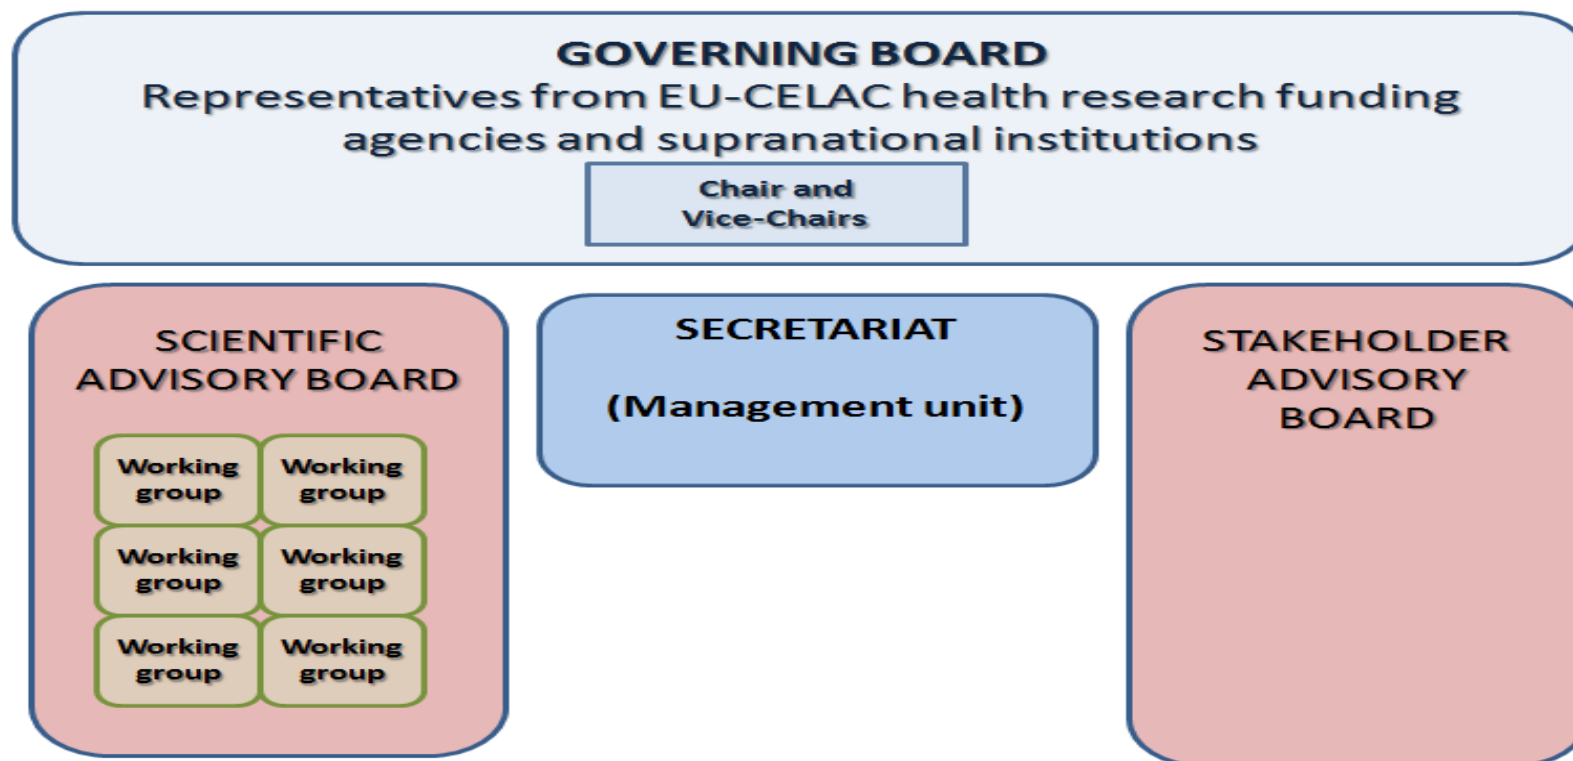 GOVERNING BOARD
Representatives from EU-CELAC health research funding
agencies and supranational institutions
Chair and
Vice-Chairs
SCIENTIFIC
ADVISORY BOARD
Working
group
Working
group
Working
group
Working
group
Working
group
Working
group
SECRETARIAT
(Management unit)
STAKEHOLDER
ADVISORY
BOARD